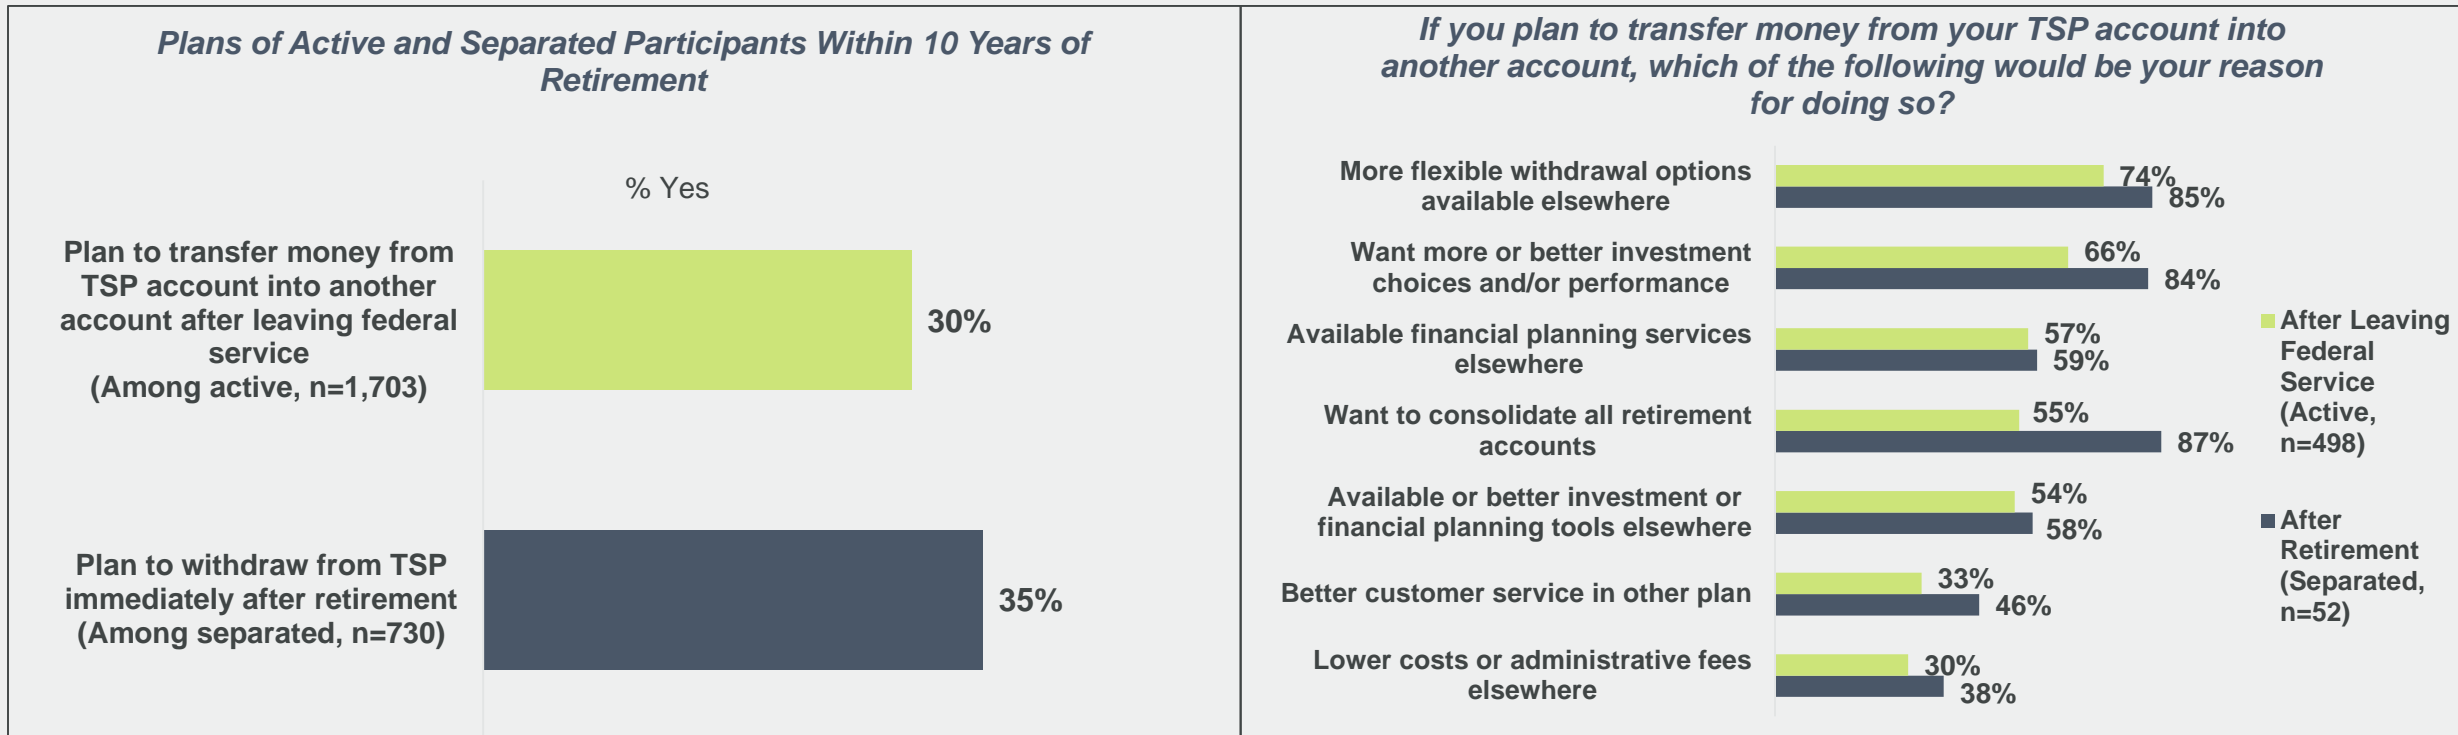 Plans of Active and Separated Participants Within 10 Years of
Retirement
% Yes
Plan to transfer money from
TSP account into another
account after leaving federal
service
(Among active, n=1,703)
30%
Plan to withdraw from TSP
immediately after retirement
(Among separated, n=730)
35%
If you plan to transfer money from your TSP account into
another account, which of the following would be your reason
for doing so?
More flexible withdrawal options
available elsewhere
74%
85%
Want more or better investment
choices and/or performance
66%
84%
Available financial planning services
elsewhere
57%
59%
Want to consolidate all retirement
accounts
55%
87%
Available or better investment or
financial planning tools elsewhere
54%
58%
Better customer service in other plan
33%
46%
Lower costs or administrative fees
elsewhere
30%
38%
After Leaving
Federal
Service
(Active,
n=498)
After
Retirement
(Separated,
n=52)